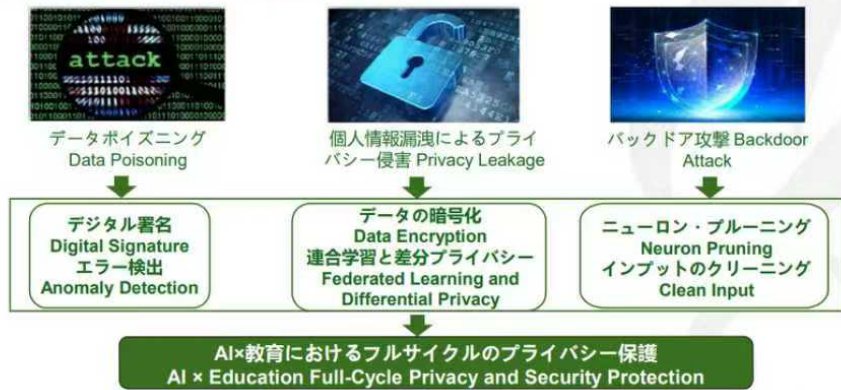 attack
データポイズニング
Data Poisoning
個人情報漏洩によるプライ
バシー侵害 Privacy Leakage
バックドア攻撃 Backdoor
Attack
デジタル署名
Digital Signature
エラー検出
Anomaly Detection
データの暗号化
Data Encryption
連合学習と差分プライバシー
Federated Learning and
Differential Privacy
ニューロン・プルーニング
Neuron Pruning
インプットのクリーニング
Clean Input
AI×教育におけるフルサイクルのプライバシー保護
AI × Education Full-Cycle Privacy and Security Protection